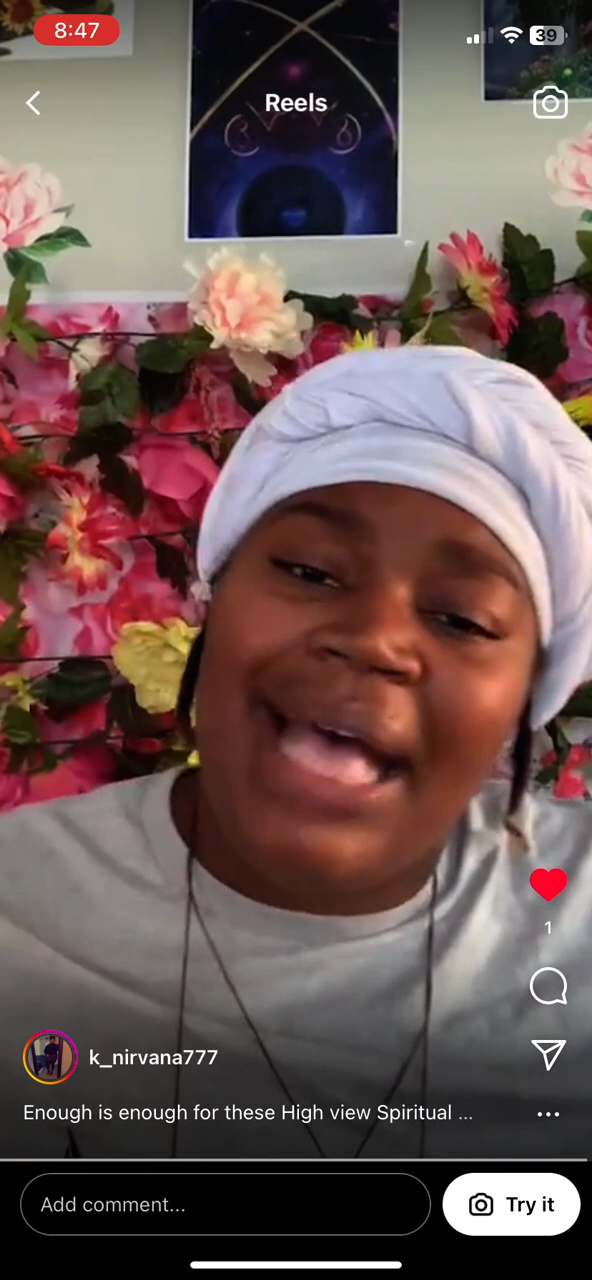 8:47
39
Reels
1
k_nirvana777
Enough is enough for these High view Spiritual ...
Add comment...
Try it